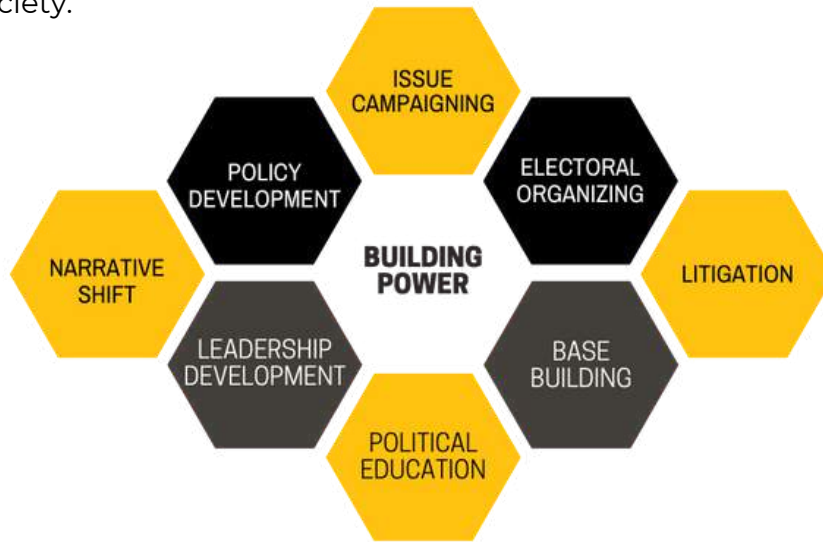 ciety.
ISSUE
CAMPAIGNING
POLICY
DEVELOPMENT
ELECTORAL
ORGANIZING
NARRATIVE
SHIFT
BUILDING
POWER
LITIGATION
LEADERSHIP
DEVELOPMENT
BASE
BUILDING
POLITICAL
EDUCATION